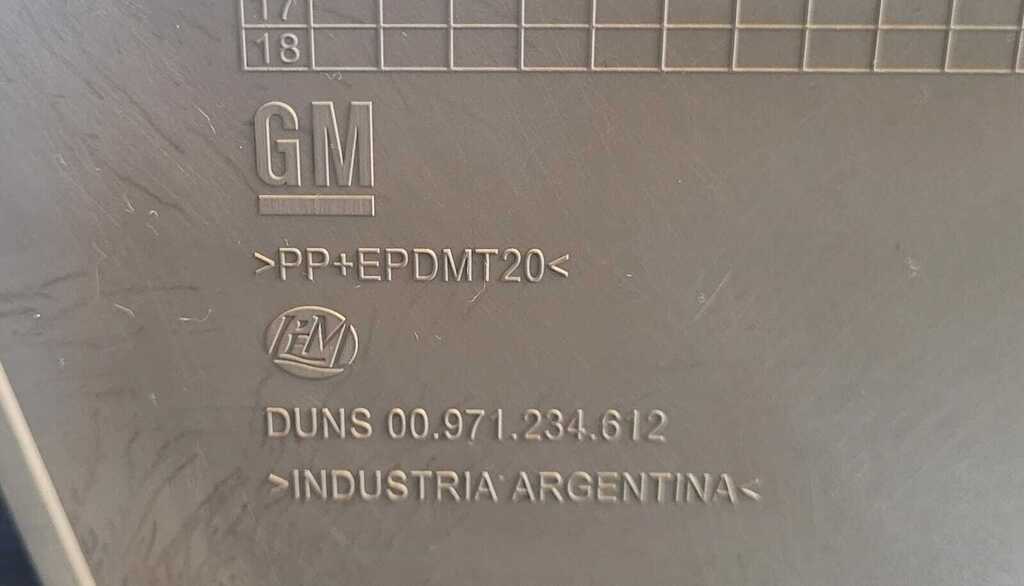 17
18
GM
>PP+EPDMT20<
DUNS 00.971.234.612
>INDUSTRIA ARGENTINA<